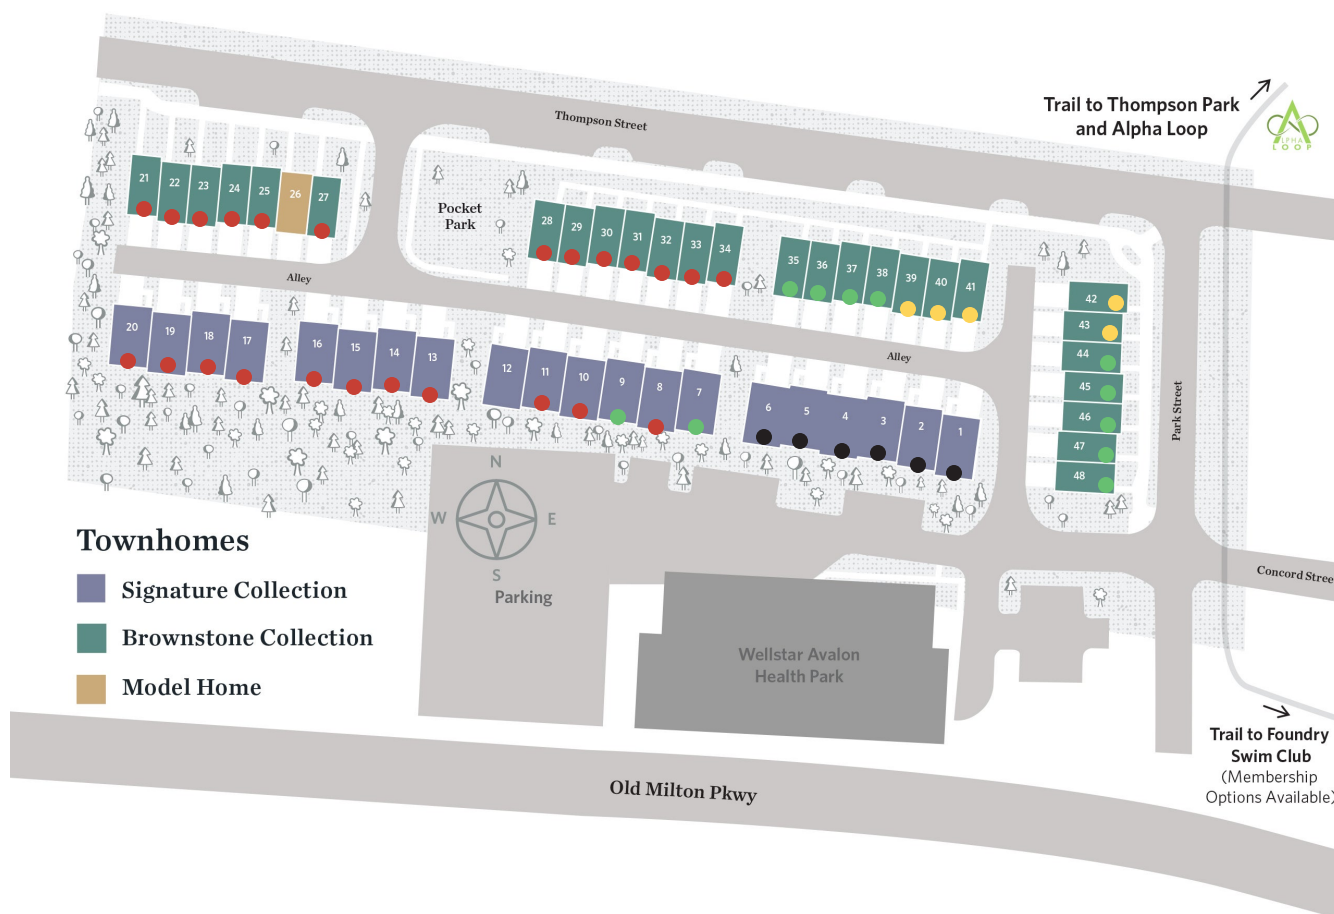 Thompson Street
Trail to Thompson Park
and Alpha Loop
ALPHA
LOOP
21
22
23
24
25
26
27
Pocket
Park
28
29
30
31
32
33
34
35
36
37
38
39
40
41
42
43
44
45
46
47
48
Alley
Alley
Park Street
20
19
18
17
16
15
14
13
12
11
10
9
8
7
6
5
4
3
2
1
N
W
E
S
Parking
Townhomes
Signature Collection
Brownstone Collection
Model Home
Wellstar Avalon
Health Park
Concord Stree
Trail to Foundry
Swim Club
(Membership
Options Available)
Old Milton Pkwy